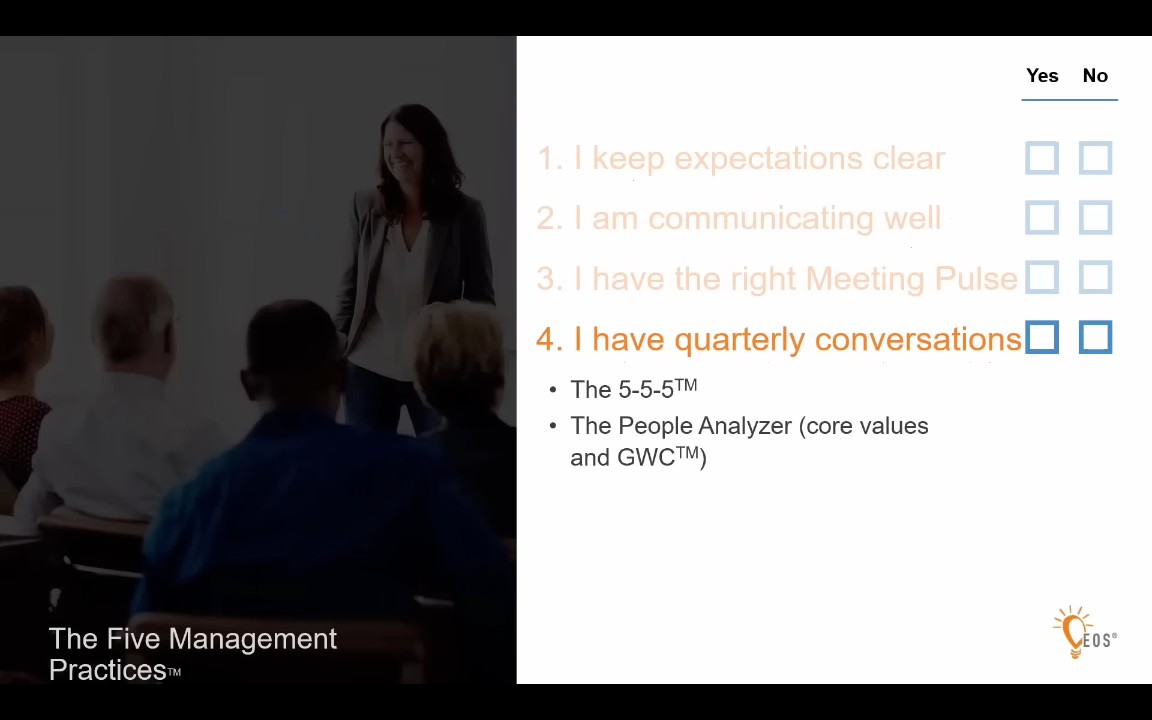 Yes No
1. I keep expectations clear
2. I am communicating well
3. I have the right Meeting Pulse
4. I have quarterly conversations
• The 5-5-5™
• The People Analyzer (core values
and GWC™)
The Five Management
Practices™
EOS®